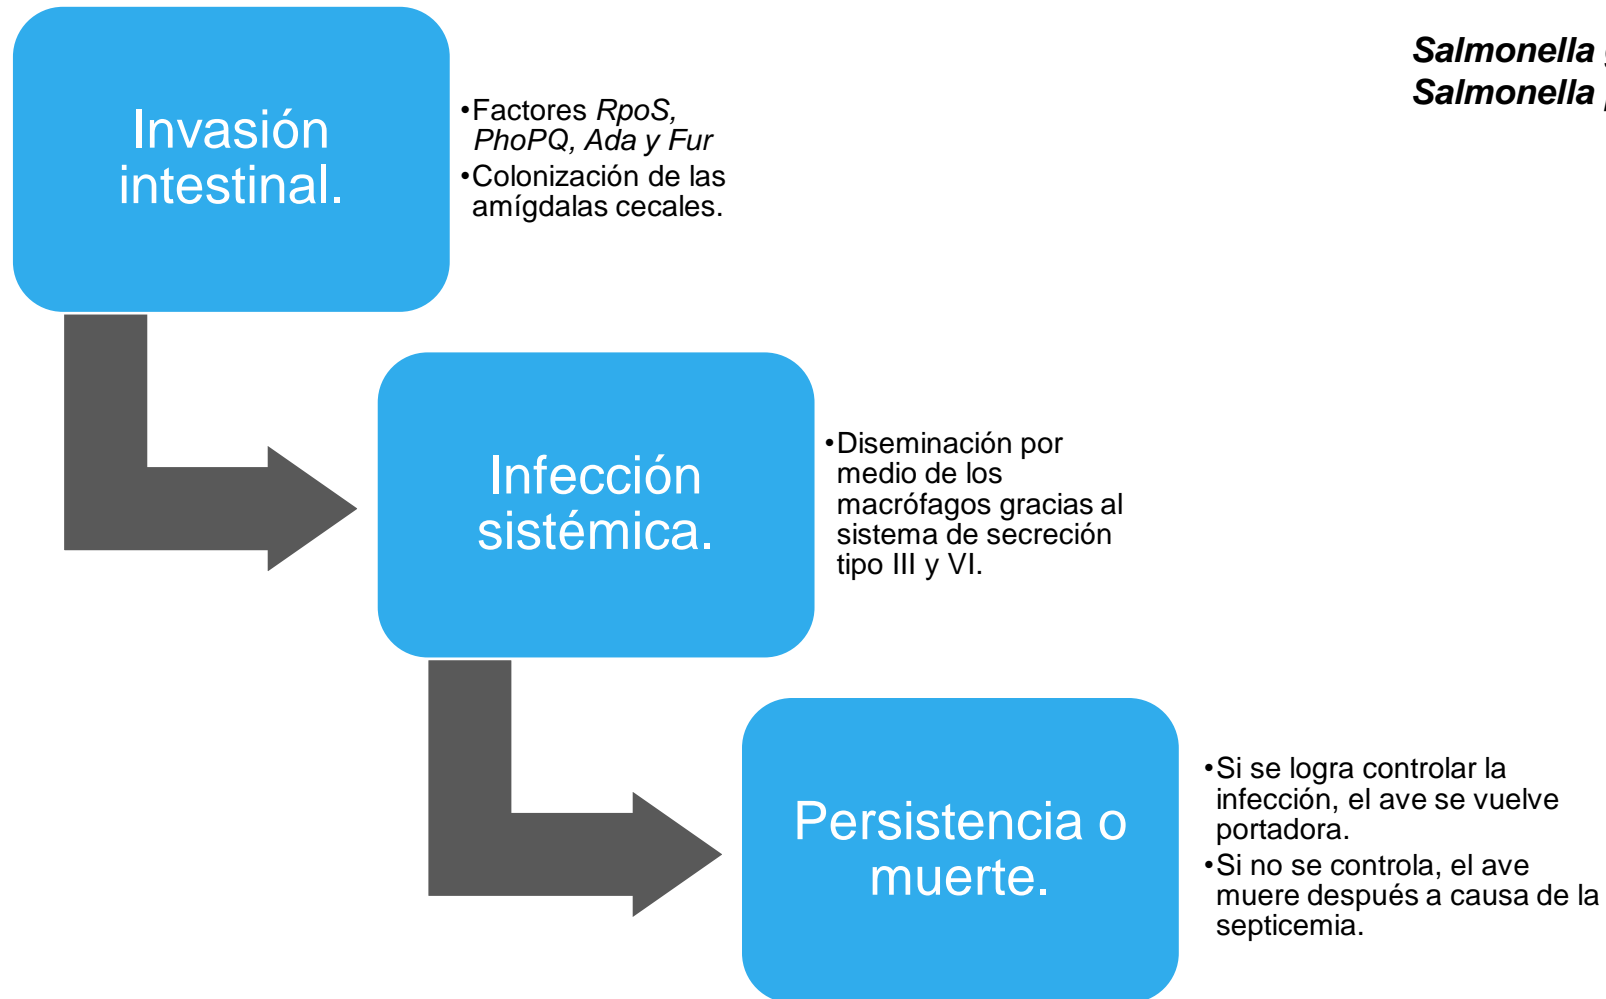 Salmonella
Salmonella
Invasión
intestinal.
•Factores RpoS,
PhoPQ, Ada y Fur
•Colonización de las
amígdalas cecales.
Infección
sistémica.
•Diseminación por
medio de los
macrófagos gracias al
sistema de secreción
tipo III y VI.
Persistencia o
muerte.
•Si se logra controlar la
infección, el ave se vuelve
portadora.
•Si no se controla, el ave
muere después a causa de la
septicemia.